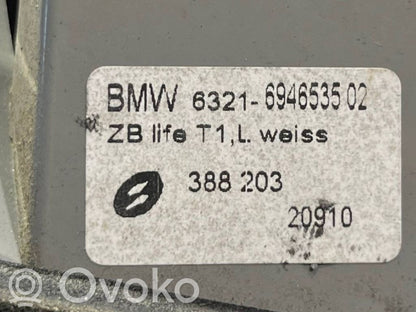 BMW 6321-6946535 02
ZB life T1,L weiss
388 203
20910
Ovoko